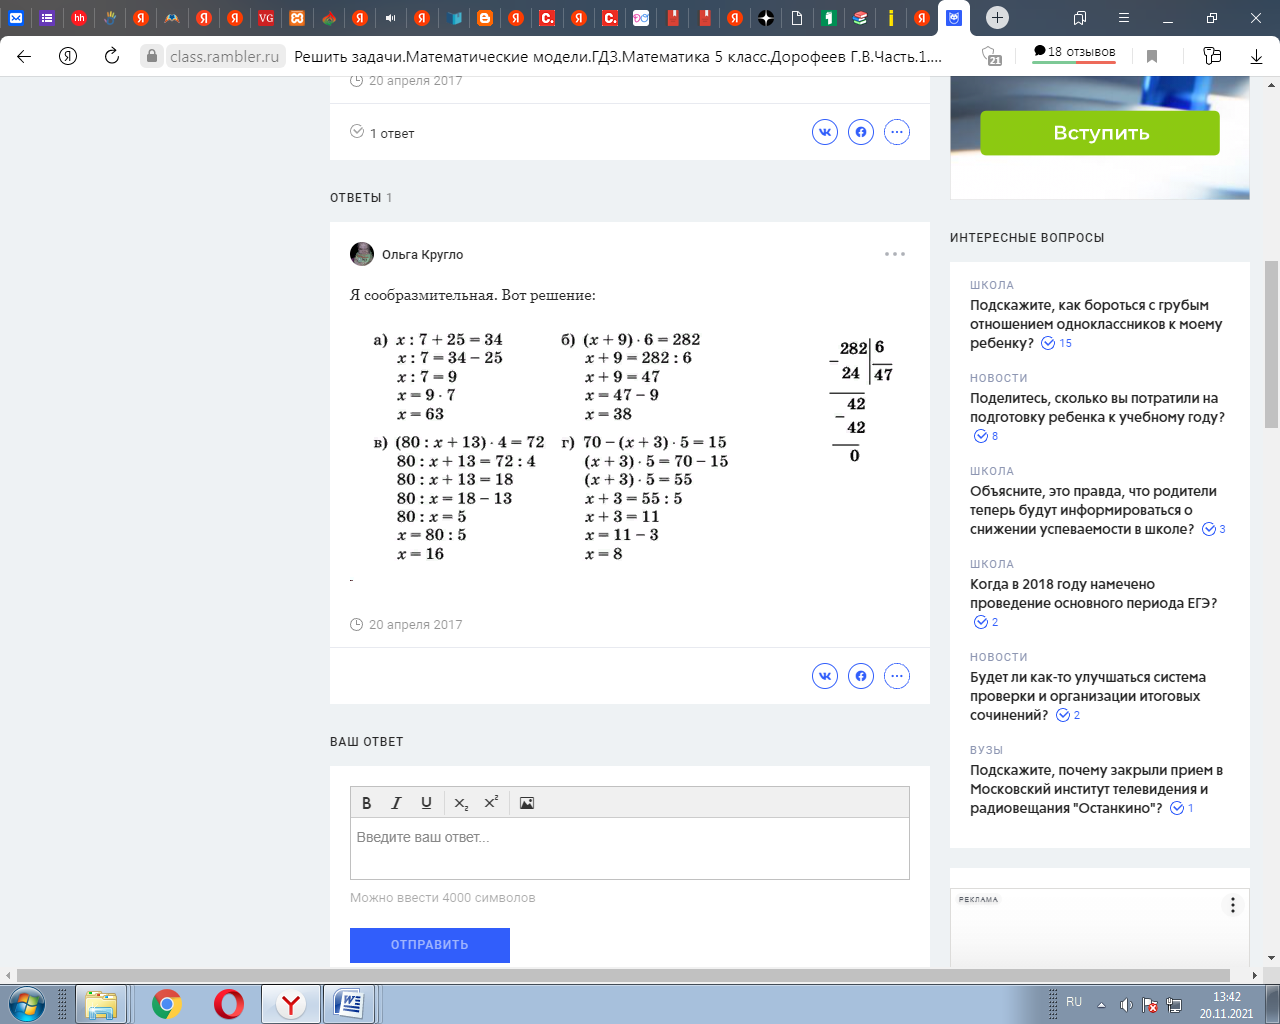 class.rambler.ru Решить задачи.Математические модели.ГДЗ.Математика 5 класс.Дорофеев Г.В.Часть.1.... 21 18 отзывов
20 апреля 2017
1 ответ
ОТВЕТЫ 1
Ольга Кругло
Я сообразмительная. Вот решение:
а) x : 7 + 25 = 34
x : 7 = 34 − 25
x : 7 = 9
x = 9 · 7
x = 63
б) (x + 9) · 6 = 282
x + 9 = 282 : 6
x + 9 = 47
x = 47 − 9
x = 38
282 6
− 24 47
42
− 42
0
в) (80 : x + 13) · 4 = 72
80 : x + 13 = 72 : 4
80 : x + 13 = 18
80 : x = 18 − 13
80 : x = 5
x = 80 : 5
x = 16
г) 70 − (x + 3) · 5 = 15
(x + 3) · 5 = 70 − 15
(x + 3) · 5 = 55
x + 3 = 55 : 5
x + 3 = 11
x = 11 − 3
x = 8
-
20 апреля 2017
ВАШ ОТВЕТ
B I U x₂ x²
Введите ваш ответ...
Можно ввести 4000 символов
ОТПРАВИТЬ
Вступить
ИНТЕРЕСНЫЕ ВОПРОСЫ
ШКОЛА
Подскажите, как бороться с грубым
отношением одноклассников к моему
ребенку? 15
НОВОСТИ
Поделитесь, сколько вы потратили на
подготовку ребенка к учебному году?
8
ШКОЛА
Объясните, это правда, что родители
теперь будут информироваться о
снижении успеваемости в школе? 3
ШКОЛА
Когда в 2018 году намечено
проведение основного периода ЕГЭ?
2
НОВОСТИ
Будет ли как-то улучшаться система
проверки и организации итоговых
сочинений? 2
ВУЗЫ
Подскажите, почему закрыли прием в
Московский институт телевидения и
радиовещания "Останкино"? 1
РЕКЛАМА
RU
13:42
20.11.2021